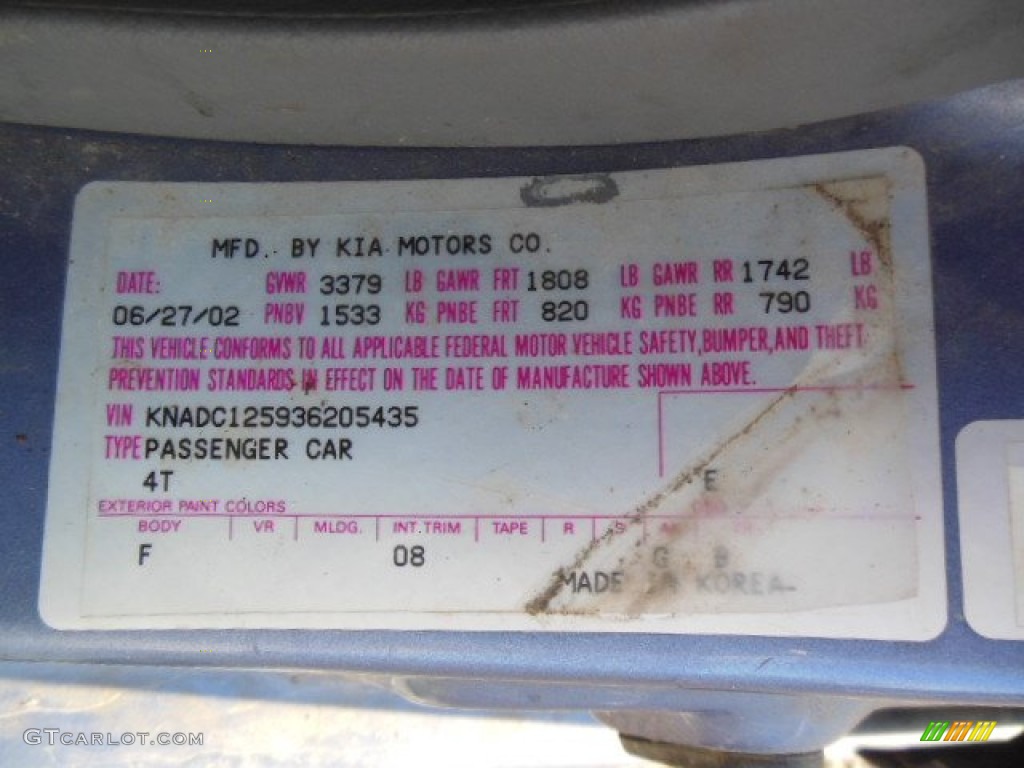 MFD. BY KIA MOTORS CO.
DATE: GVWR 3379 LB GAWR FRT 1808 LB GAWR RR 1742 LB
06/27/02 PNBV 1533 KG PNBE FRT 820 KG PNBE RR 790 KG
THIS VEHICLE CONFORMS TO ALL APPLICABLE FEDERAL MOTOR VEHICLE SAFETY, BUMPER, AND THEFT
PREVENTION STANDARDS IN EFFECT ON THE DATE OF MANUFACTURE SHOWN ABOVE.
VIN KNADC125936205435
TYPE PASSENGER CAR
4T E
EXTERIOR PAINT COLORS
BODY VR MLDG. INT.TRIM TAPE R S
F 08 G B
MADE IN KOREA
GTCARLOT.COM